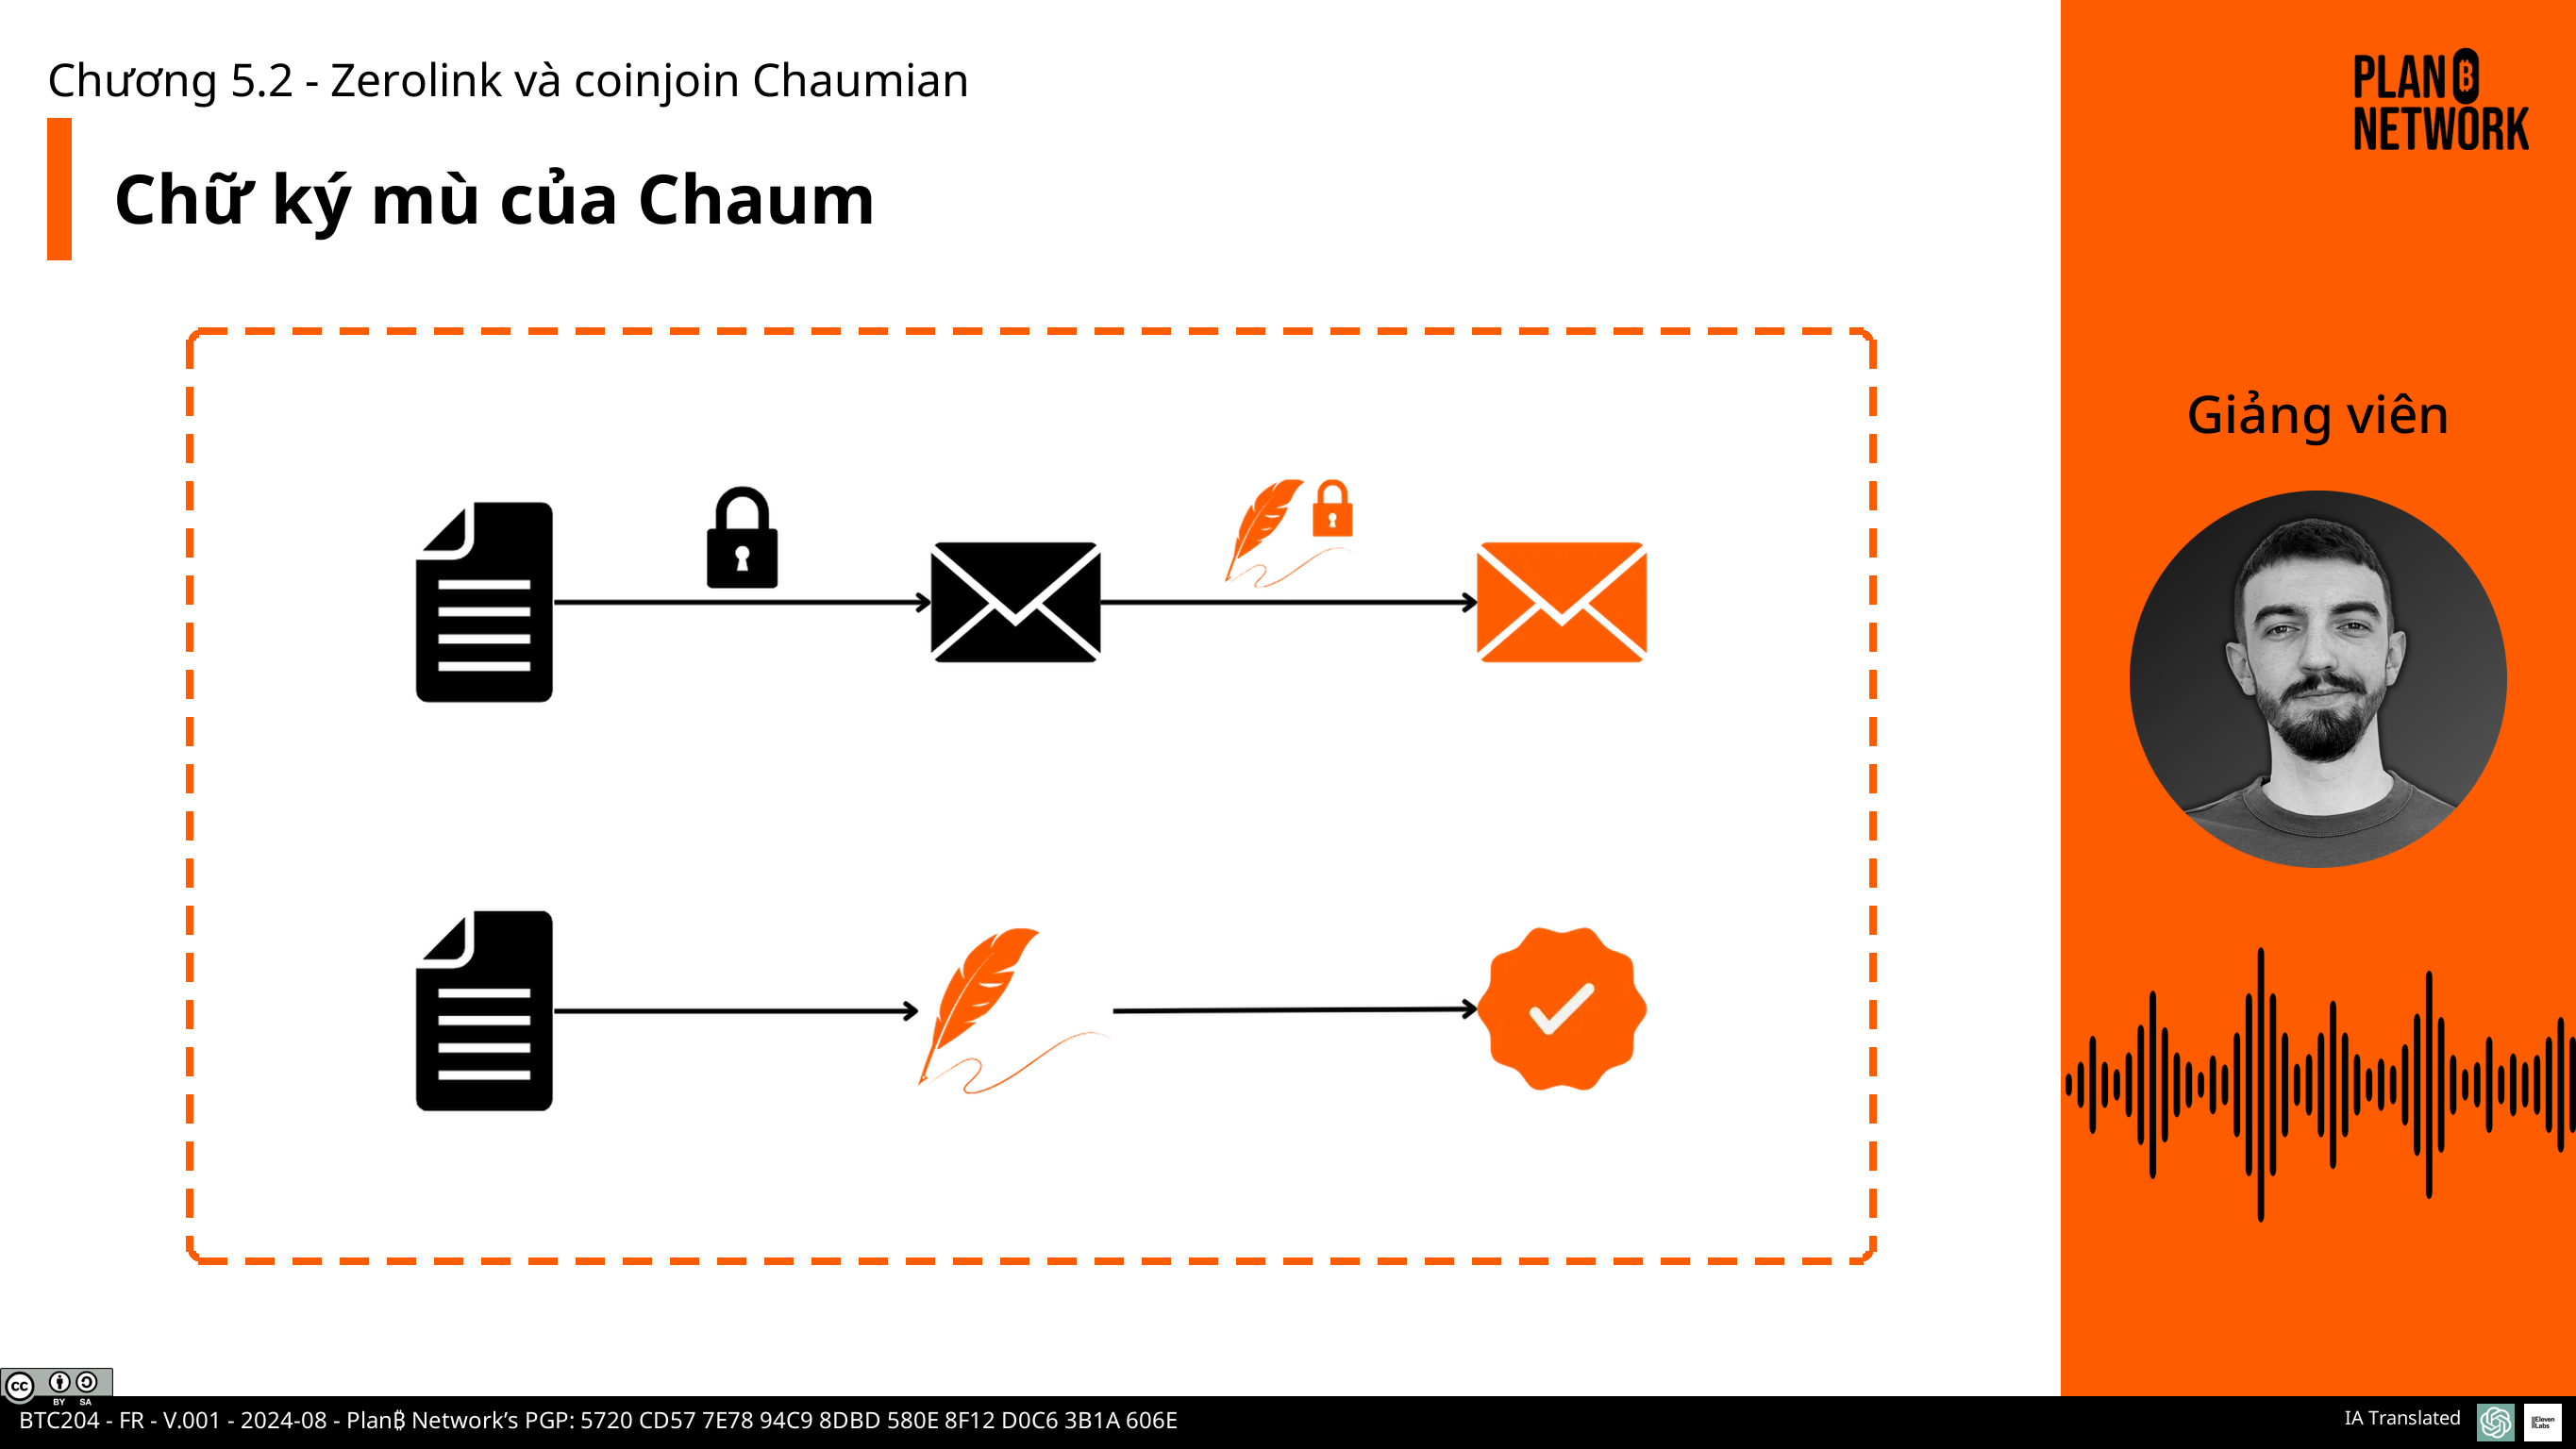 Chương 5.2 - Zerolink và coinjoin Chaumian
Chữ ký mù của Chaum
PLAN ₿
NETWORK
Giảng viên
cc BY SA
BTC204 - FR - V.001 - 2024-08 - Plan₿ Network’s PGP: 5720 CD57 7E78 94C9 8DBD 580E 8F12 D0C6 3B1A 606E
IA Translated
ElevenLabs